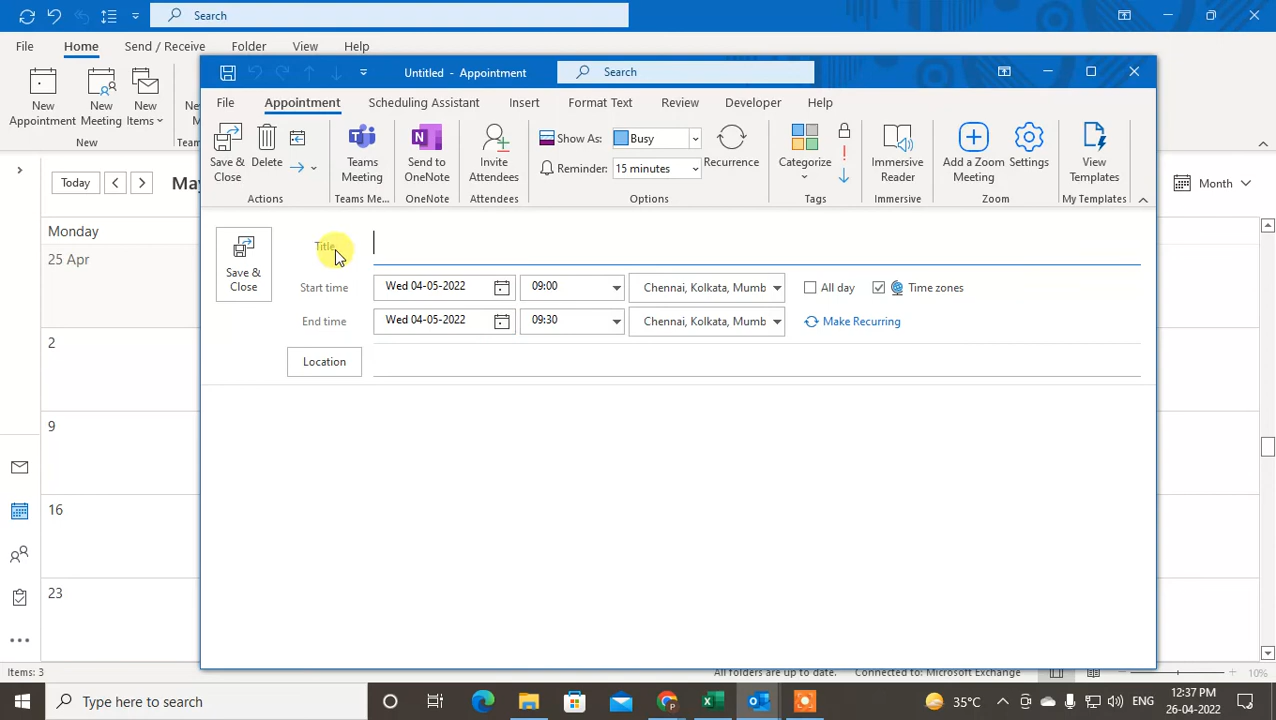 Search
File Home Send / Receive Folder View Help
Untitled - Appointment Search
File Appointment Scheduling Assistant Insert Format Text Review Developer Help
New Appointment
New Meeting
New Items
New
Save & Close
Delete
Actions
Teams Meeting
Teams Me...
Send to OneNote
OneNote
Invite Attendees
Attendees
Show As: Busy
Reminder: 15 minutes
Recurrence
Options
Categorize
Tags
Immersive Reader
Immersive
Add a Zoom Meeting
Settings
Zoom
View Templates
My Templates
Today
Month
Monday
25 Apr
2
9
16
23
Save & Close
Title
Start time Wed 04-05-2022 09:00 Chennai, Kolkata, Mumb All day Time zones
End time Wed 04-05-2022 09:30 Chennai, Kolkata, Mumb Make Recurring
Location
Items: 3 All folders are up to date. Connected to: Microsoft Exchange 10%
Type here to search
35°C ENG
12:37 PM
26-04-2022